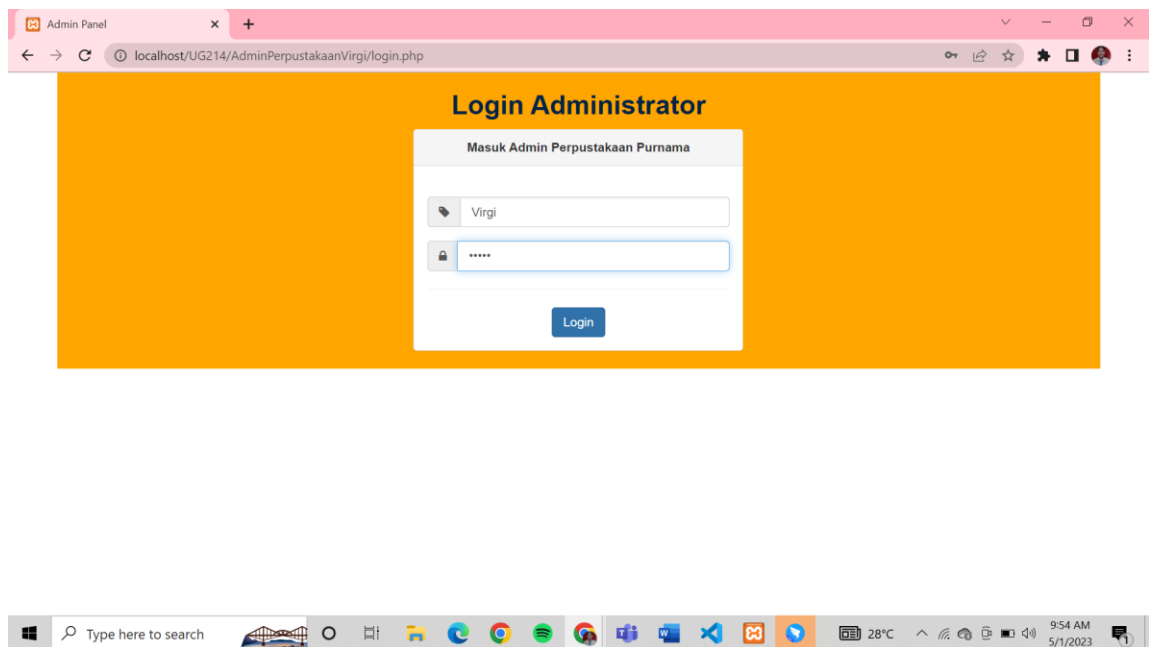 Admin Panel
localhost/UG214/AdminPerpustakaanVirgi/login.php
Login Administrator
Masuk Admin Perpustakaan Purnama
Virgi
•••••
Login
Type here to search
28°C
9:54 AM
5/1/2023
1